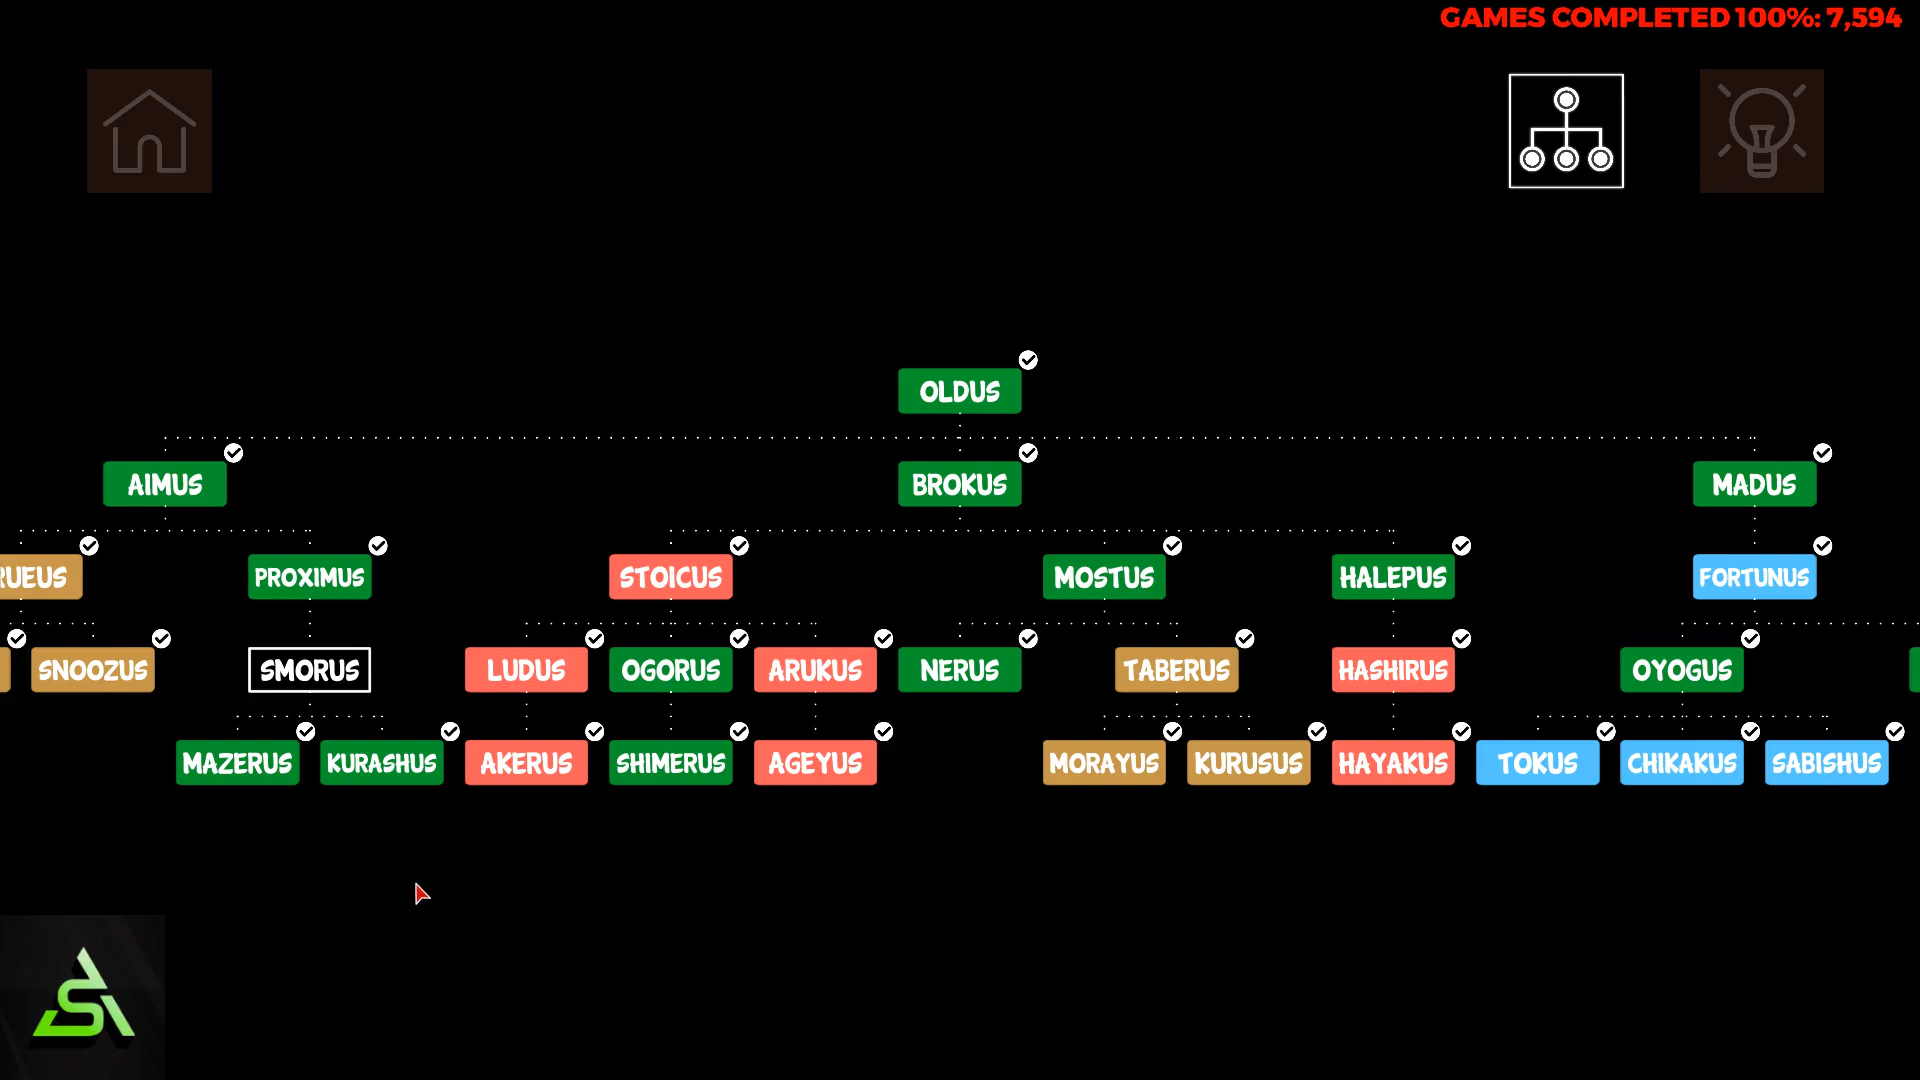 GAMES COMPLETED 100%: 7,594
OLDUS
AIMUS BROKUS MADUS
RUEUS PROXIMUS STOICUS MOSTUS HALEPUS FORTUNUS
SNOOZUS SMORUS LUDUS OGORUS ARUKUS NERUS TABERUS HASHIRUS OYOGUS
MAZERUS KURASHUS AKERUS SHIMERUS AGEYUS MORAYUS KURUSUS HAYAKUS TOKUS CHIKAKUS SABISHUS